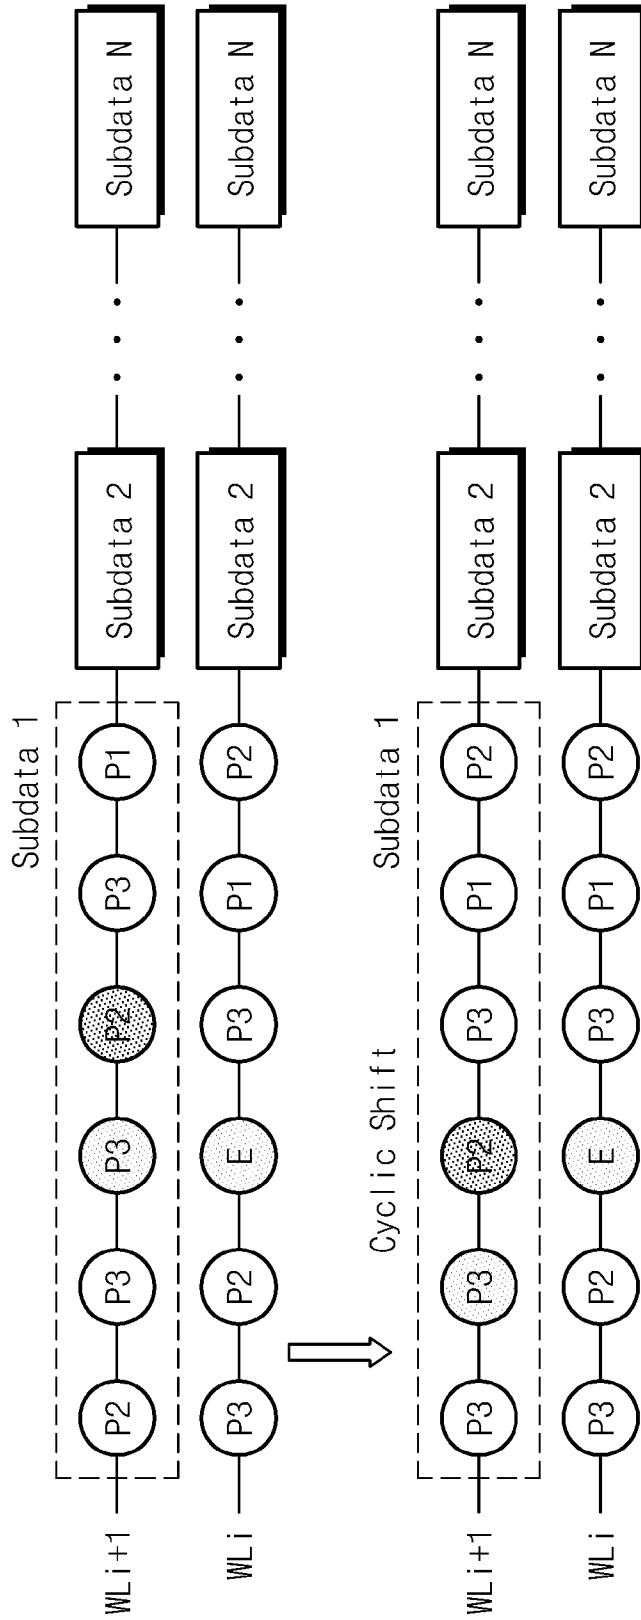 Subdata 1
WLi+1 P2 P3 P3 P2 P3 P1 Subdata 2 Subdata N
WLi P3 P2 E P3 P1 P2 Subdata 2 Subdata N
Cyclic Shift Subdata 1
WLi+1 P3 P3 P2 P3 P1 P2 Subdata 2 Subdata N
WLi P3 P2 E P3 P1 P2 Subdata 2 Subdata N